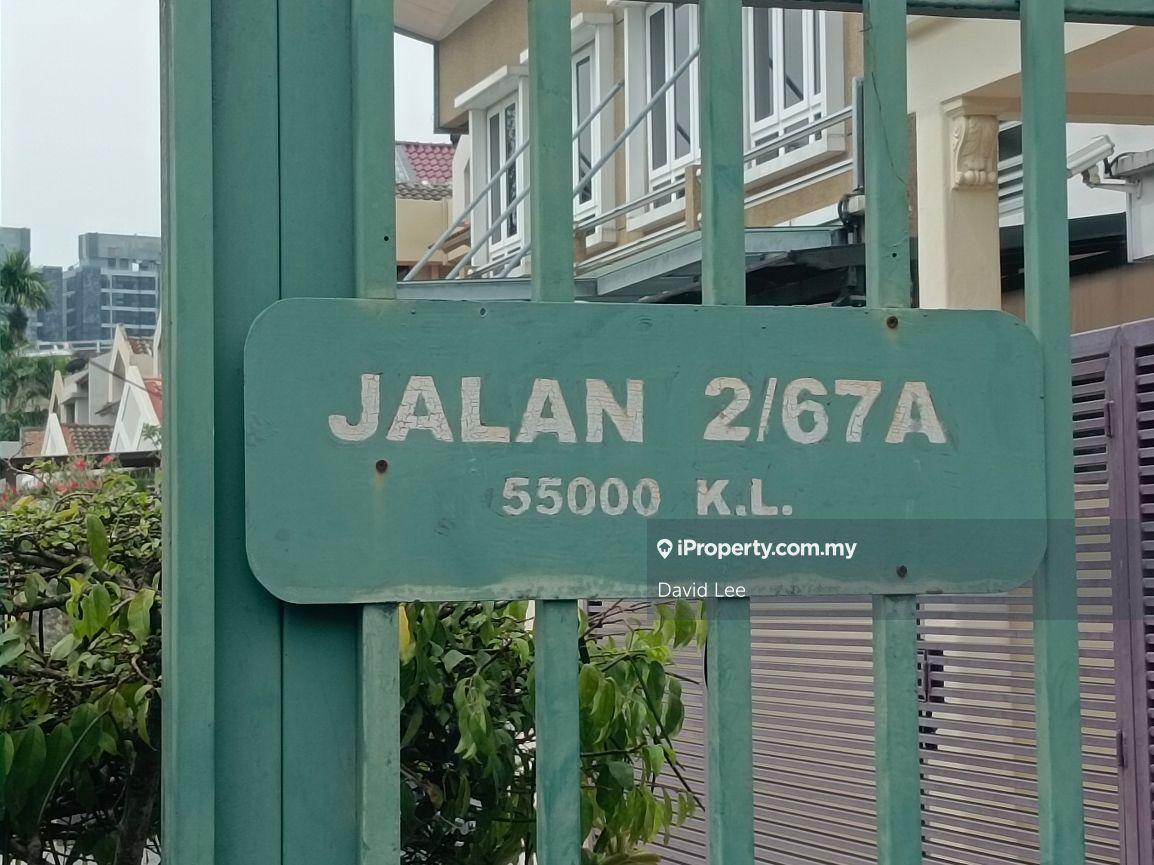 JALAN 2/67A
55000 K.L.
iProperty.com.my
David Lee